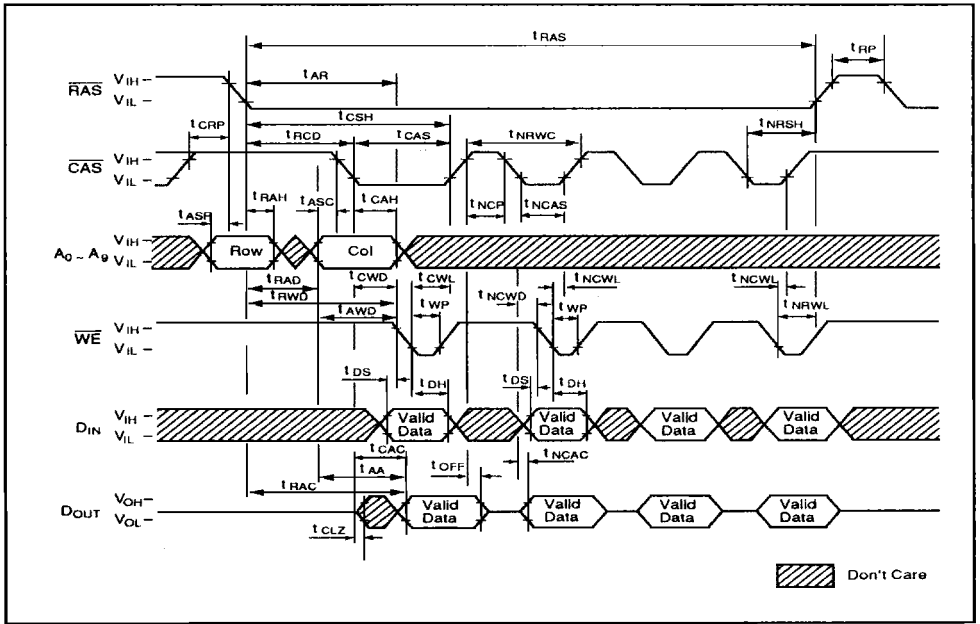 tRAS
tRP
tAR
RAS
VIH
VIL
tCRP
tCSH
tRCD
tCAS
tNRWC
tNRSH
CAS
VIH
VIL
tASR
tRAH
tASC
tCAH
tNCP
tNCAS
A0 ~ A9
VIH
VIL
Row
Col
tRAD
tCWD
tCWL
tNCWL
tNCWL
tRWD
tNCWD
tAWD
tWP
tWP
tNRWL
WE
VIH
VIL
tDS
tDH
tDS
tDH
DIN
VIH
VIL
Valid Data
Valid Data
Valid Data
Valid Data
tCAC
tAA
tOFF
tNCAC
tRAC
DOUT
VOH
VOL
Valid Data
Valid Data
Valid Data
Valid Data
tCLZ
Don't Care